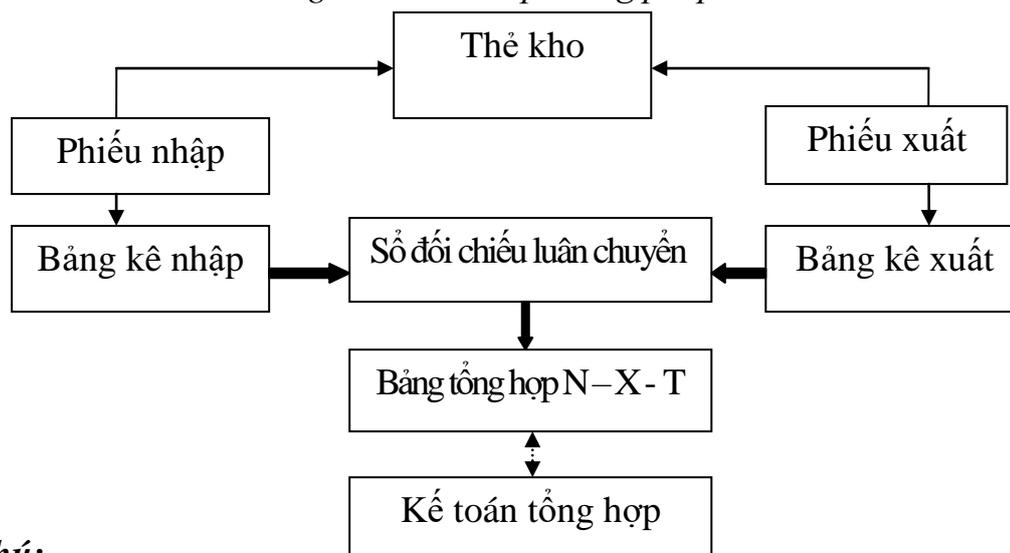 Thẻ kho
Phiếu nhập
Phiếu xuất
Bảng kê nhập
Sổ đối chiếu luân chuyển
Bảng kê xuất
Bảng tổng hợp N – X - T
Kế toán tổng hợp